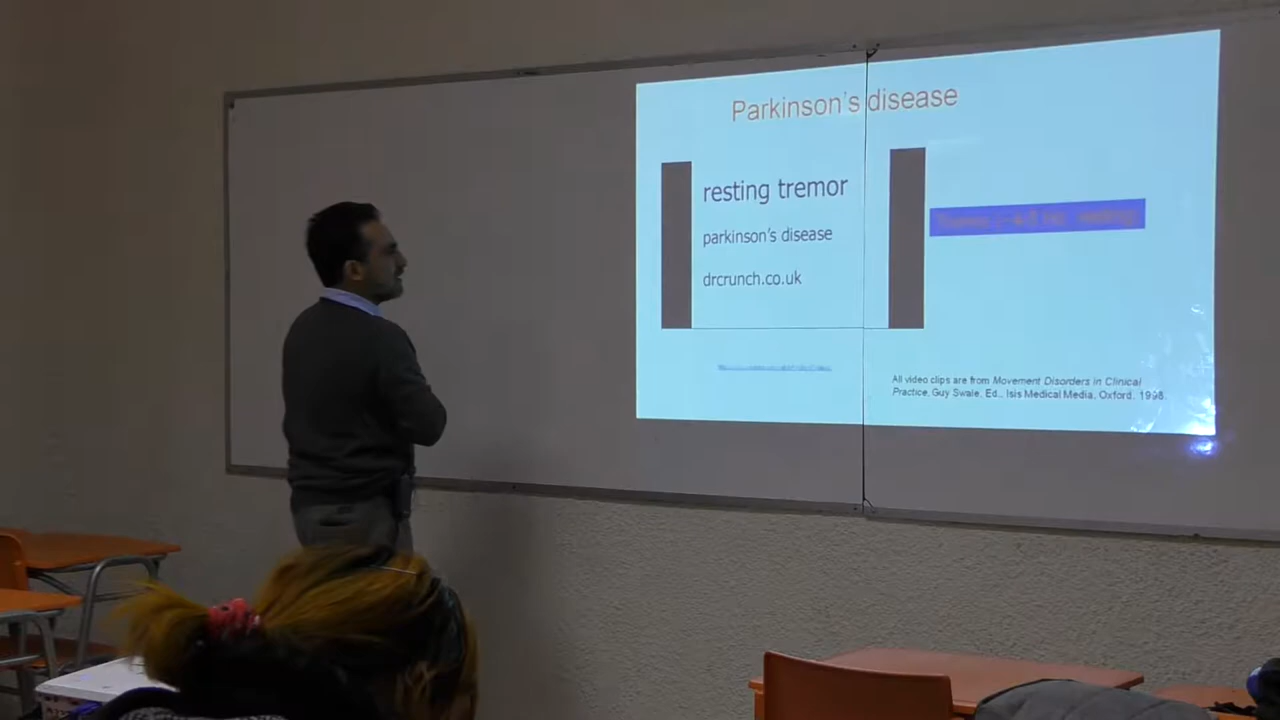 Parkinson's disease
resting tremor
parkinson's disease
drcrunch.co.uk
All video clips are from Movement Disorders in Clinical
Practice, Guy Swale, Ed., Isis Medical Media, Oxford, 1998.